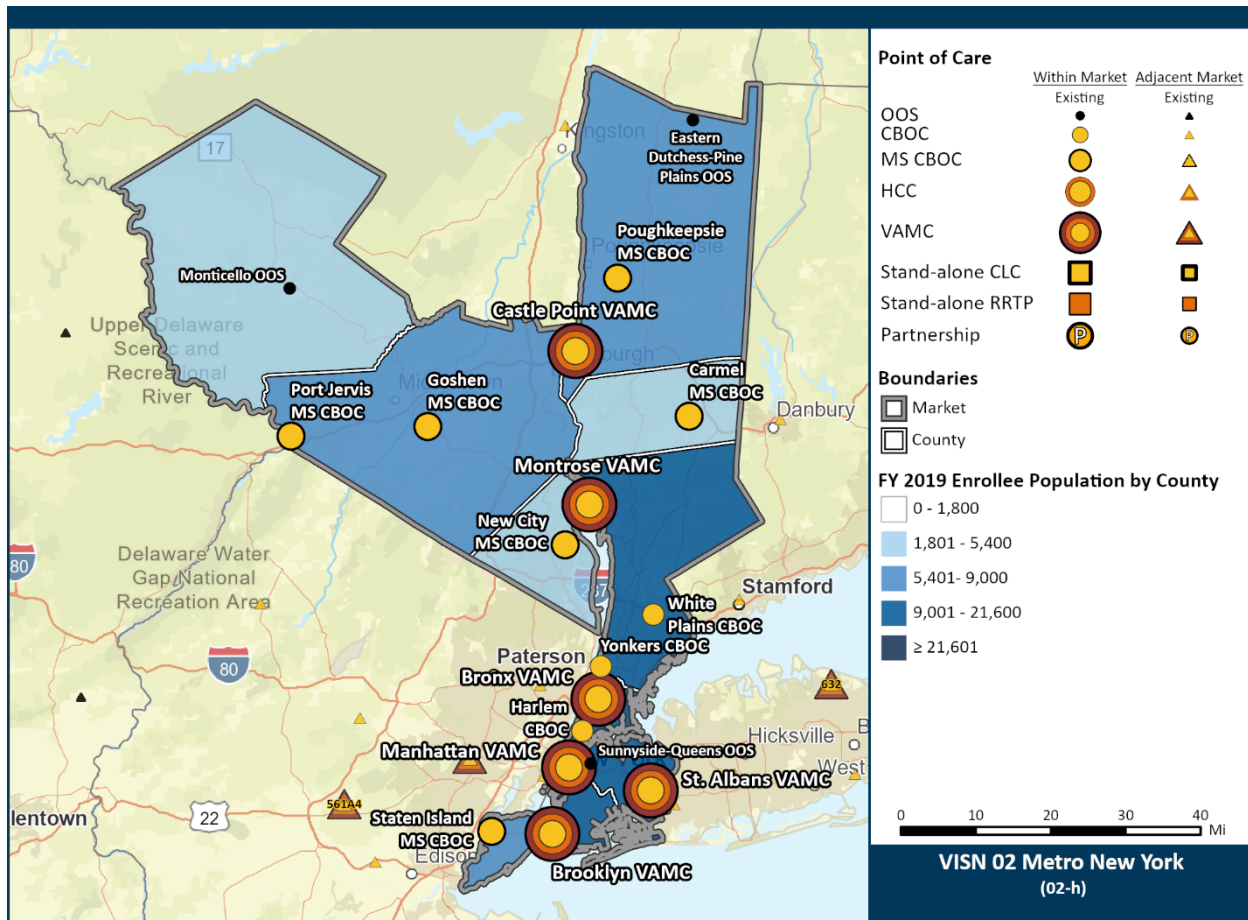 17
Kingston
Eastern
Dutchess-Pine
Plains OOS
Poughkeepsie
MS CBOC
Monticello OOS
Castle Point VAMC
Upper Delaware
Scenic and
Recreational
River
Port Jervis
MS CBOC
Goshen
MS CBOC
Carmel
MS CBOC
Danbury
Montrose VAMC
New City
MS CBOC
80
Delaware Water
Gap National
Recreation Area
White
Plains CBOC
Stamford
Yonkers CBOC
80
Paterson
Bronx VAMC
632
Harlem
CBOC
Hicksville
Manhattan VAMC
Sunnyside-Queens OOS
West
St. Albans VAMC
561A4
22
llentown
Staten Island
MS CBOC
Edison
Brooklyn VAMC
Point of Care
Within Market Adjacent Market
Existing Existing
OOS
CBOC
MS CBOC
HCC
VAMC
Stand-alone CLC
Stand-alone RRTP
Partnership P P
Boundaries
Market
County
FY 2019 Enrollee Population by County
0 - 1,800
1,801 - 5,400
5,401- 9,000
9,001 - 21,600
≥ 21,601
0 10 20 30 40
Mi
VISN 02 Metro New York
(02-h)